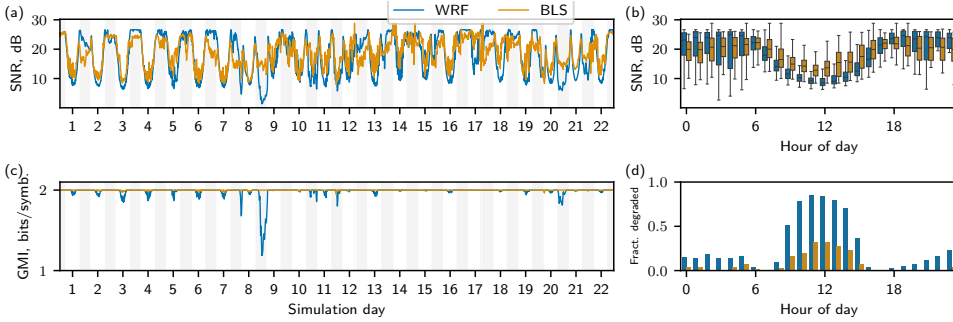 (a)
WRF BLS
(b)
SNR, dB
30
20
10
1 2 3 4 5 6 7 8 9 10 11 12 13 14 15 16 17 18 19 20 21 22
Simulation day
SNR, dB
30
20
10
0 6 12 18
Hour of day
(c)
GMI, bits/symb.
2
1
1 2 3 4 5 6 7 8 9 10 11 12 13 14 15 16 17 18 19 20 21 22
Simulation day
(d)
Fract. degraded
1.0
0.5
0.0
0 6 12 18
Hour of day